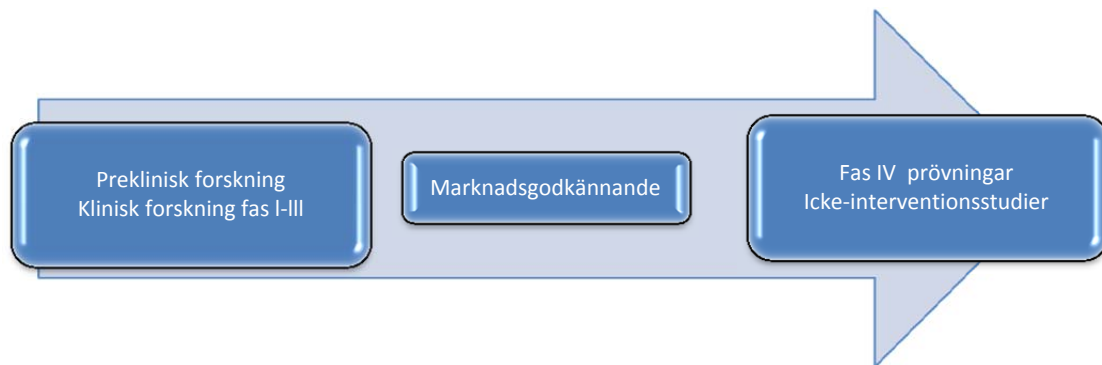 Preklinisk forskning
Klinisk forskning fas I-III
Marknadsgodkännande
Fas IV  prövningar
Icke-interventionsstudier